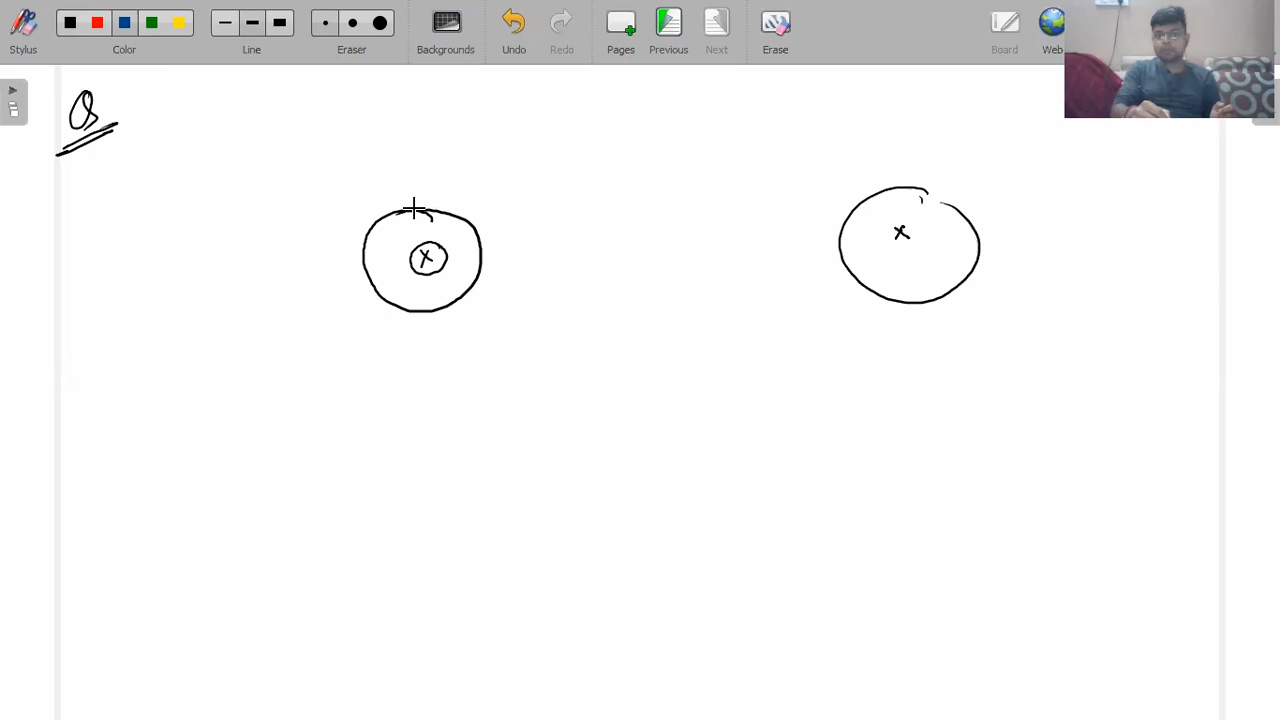 Stylus Color Line Eraser Backgrounds Undo Redo Pages Previous Next Erase Board Web
Q
x x